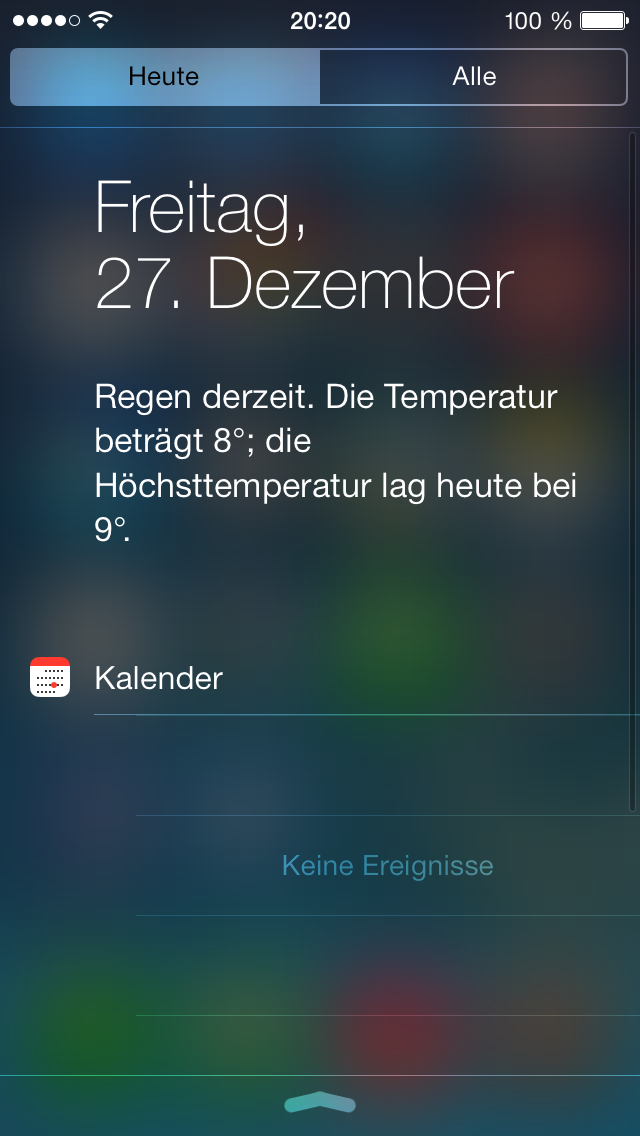 20:20
100 %
Heute
Alle
Freitag,
27. Dezember
Regen derzeit. Die Temperatur
beträgt 8°; die
Höchsttemperatur lag heute bei
9°.
Kalender
Keine Ereignisse